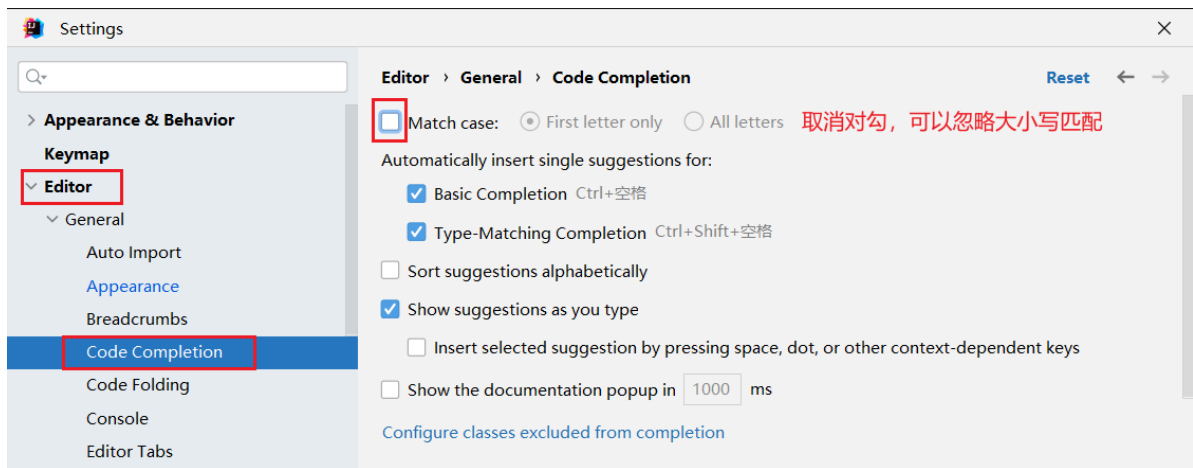 Settings
Editor › General › Code Completion
Reset
Appearance & Behavior
Match case:
First letter only
All letters
取消对勾，可以忽略大小写匹配
Keymap
Automatically insert single suggestions for:
Editor
Basic Completion Ctrl+空格
General
Type-Matching Completion Ctrl+Shift+空格
Auto Import
Sort suggestions alphabetically
Appearance
Show suggestions as you type
Breadcrumbs
Code Completion
Insert selected suggestion by pressing space, dot, or other context-dependent keys
Code Folding
Show the documentation popup in 1000 ms
Console
Configure classes excluded from completion
Editor Tabs